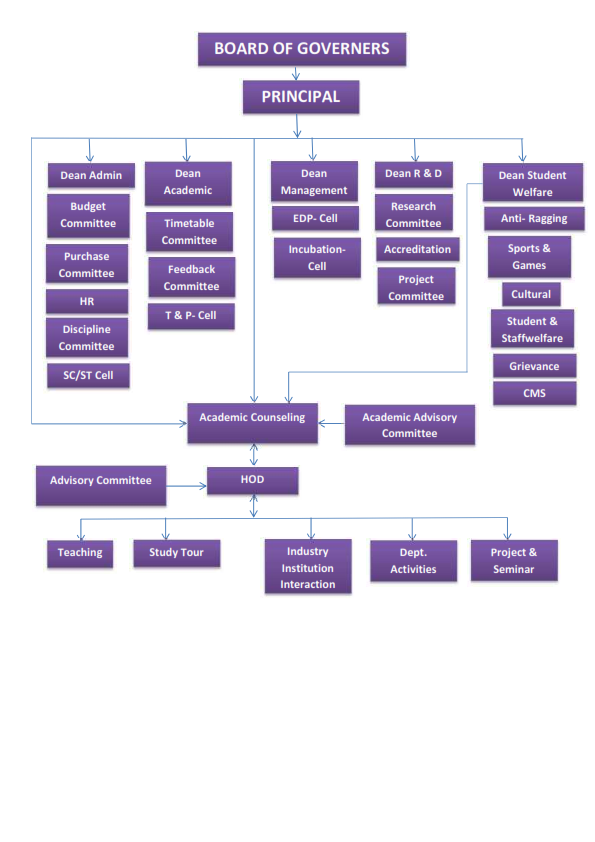 BOARD OF GOVERNERS
PRINCIPAL
Dean Admin
Budget
Committee
Purchase
Committee
HR
Discipline
Committee
SC/ST Cell
Dean
Academic
Timetable
Committee
Feedback
Committee
T & P- Cell
Dean
Management
EDP- Cell
Incubation-
Cell
Dean R & D
Research
Committee
Accreditation
Project
Committee
Dean Student
Welfare
Anti- Ragging
Sports &
Games
Cultural
Student &
Staffwelfare
Grievance
CMS
Academic Counseling
Academic Advisory
Committee
Advisory Committee
HOD
Teaching
Study Tour
Industry
Institution
Interaction
Dept.
Activities
Project &
Seminar